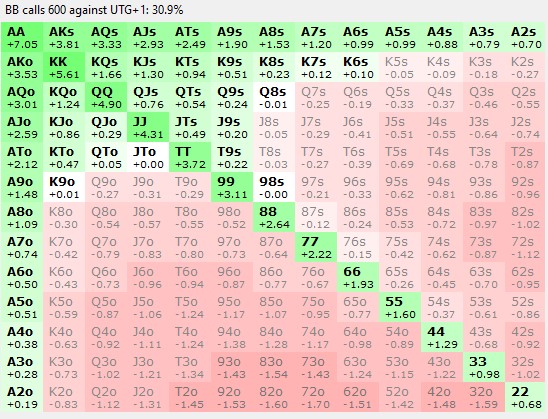 BB calls 600 against UTG+1: 30.9%
AA AKs AQs AJs ATs A9s A8s A7s A6s A5s A4s A3s A2s
+7.05 +3.81 +3.33 +2.93 +2.49 +1.90 +1.53 +1.20 +0.99 +0.99 +0.88 +0.79 +0.70
AKo KK KQs KJs KTs K9s K8s K7s K6s K5s K4s K3s K2s
+3.53 +5.61 +1.66 +1.30 +0.94 +0.51 +0.23 +0.12 +0.10 -0.05 -0.09 -0.18 -0.27
AQo KQo QQ QJs QTs Q9s Q8s Q7s Q6s Q5s Q4s Q3s Q2s
+3.01 +1.24 +4.90 +0.76 +0.54 +0.24 -0.01 -0.25 -0.19 -0.33 -0.37 -0.46 -0.55
AJo KJo QJo JJ JTs J9s J8s J7s J6s J5s J4s J3s J2s
+2.59 +0.86 +0.29 +4.31 +0.49 +0.20 -0.05 -0.29 -0.41 -0.51 -0.55 -0.64 -0.74
ATo KTo QTo JTo TT T9s T8s T7s T6s T5s T4s T3s T2s
+2.12 +0.47 +0.05 +0.00 +3.72 +0.22 -0.03 -0.27 -0.39 -0.61 -0.68 -0.78 -0.87
A9o K9o Q9o J9o T9o 99 98s 97s 96s 95s 94s 93s 92s
+1.48 +0.01 -0.27 -0.31 -0.29 +3.11 -0.00 -0.21 -0.33 -0.62 -0.81 -0.86 -0.96
A8o K8o Q8o J8o T8o 98o 88 87s 86s 85s 84s 83s 82s
+1.09 -0.30 -0.54 -0.57 -0.55 -0.52 +2.64 -0.12 -0.24 -0.53 -0.72 -0.97 -1.02
A7o K7o Q7o J7o T7o 97o 87o 77 76s 75s 74s 73s 72s
+0.74 -0.42 -0.79 -0.83 -0.80 -0.73 -0.64 +2.22 -0.15 -0.42 -0.62 -0.87 -1.12
A6o K6o Q6o J6o T6o 96o 86o 76o 66 65s 64s 63s 62s
+0.50 -0.43 -0.73 -0.96 -0.94 -0.87 -0.77 -0.67 +1.93 -0.26 -0.45 -0.70 -0.95
A5o K5o Q5o J5o T5o 95o 85o 75o 65o 55 54s 53s 52s
+0.51 -0.59 -0.87 -1.06 -1.24 -1.17 -1.07 -0.95 -0.77 +1.60 -0.37 -0.61 -0.86
A4o K4o Q4o J4o T4o 94o 84o 74o 64o 54o 44 43s 42s
+0.38 -0.63 -0.92 -1.11 -1.24 -1.38 -1.28 -1.17 -0.98 -0.89 +1.29 -0.68 -0.92
A3o K3o Q3o J3o T3o 93o 83o 73o 63o 53o 43o 33 32s
+0.28 -0.73 -1.02 -1.21 -1.34 -1.43 -1.54 -1.43 -1.24 -1.15 -1.22 +0.98 -1.02
A2o K2o Q2o J2o T2o 92o 82o 72o 62o 52o 42o 32o 22
+0.19 -0.83 -1.12 -1.31 -1.45 -1.53 -1.60 -1.70 -1.51 -1.42 -1.48 -1.59 +0.68